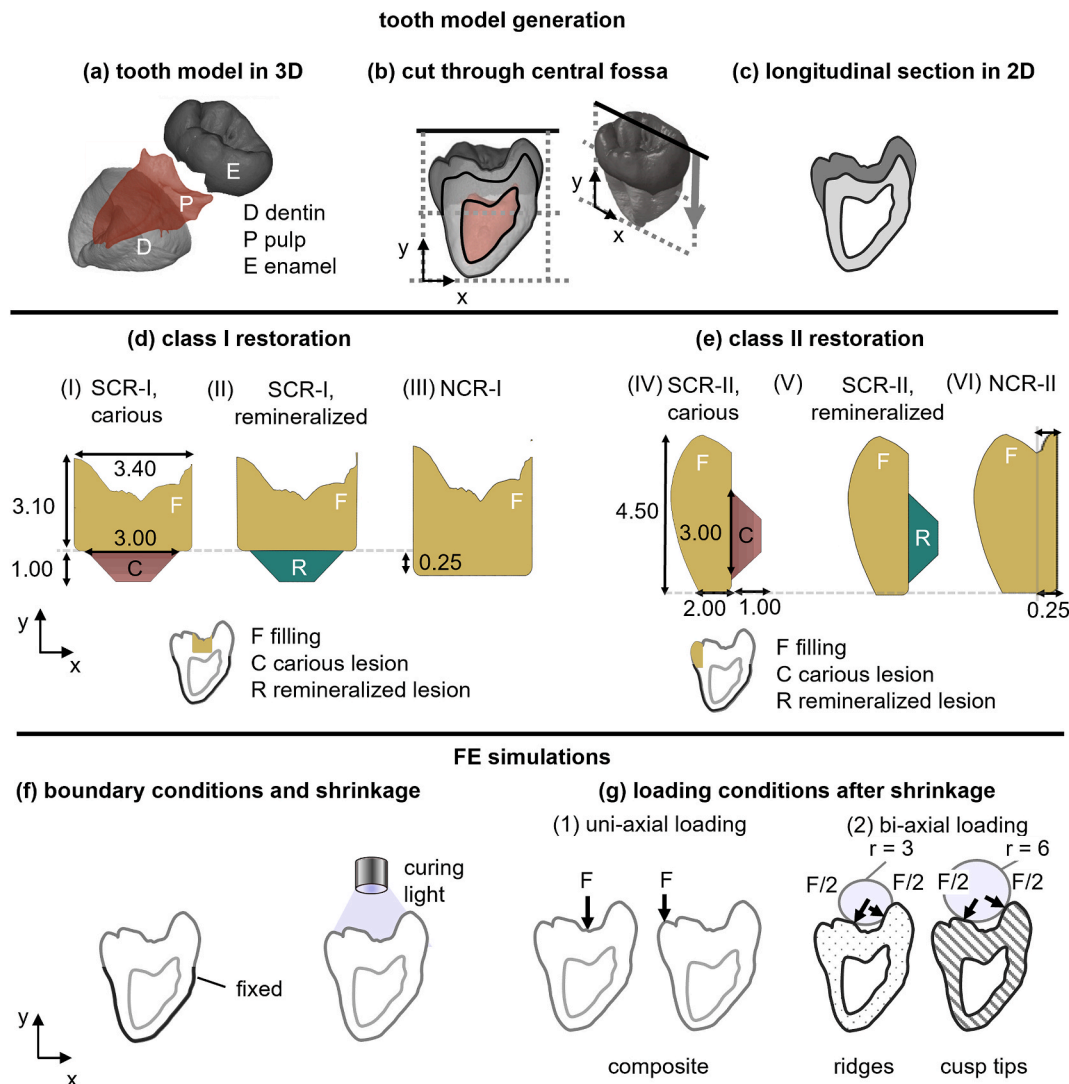 tooth model generation
(a) tooth model in 3D
(b) cut through central fossa
(c) longitudinal section in 2D
E
P
D
D dentin
P pulp
E enamel
y
x
y
x
(d) class I restoration
(e) class II restoration
(I) SCR-I,
carious
(II) SCR-I,
remineralized
(III) NCR-I
(IV) SCR-II,
carious
(V) SCR-II,
remineralized
(VI) NCR-II
3.40
F
3.10
3.00
C
1.00
F
R
F
0.25
F
4.50
3.00
C
2.00
1.00
F
R
F
0.25
y
x
F filling
C carious lesion
R remineralized lesion
F filling
C carious lesion
R remineralized lesion
FE simulations
(f) boundary conditions and shrinkage
(g) loading conditions after shrinkage
(1) uni-axial loading
(2) bi-axial loading
curing
light
fixed
y
x
F
F
composite
r = 3
F/2
F/2
r = 6
F/2
F/2
ridges
cusp tips